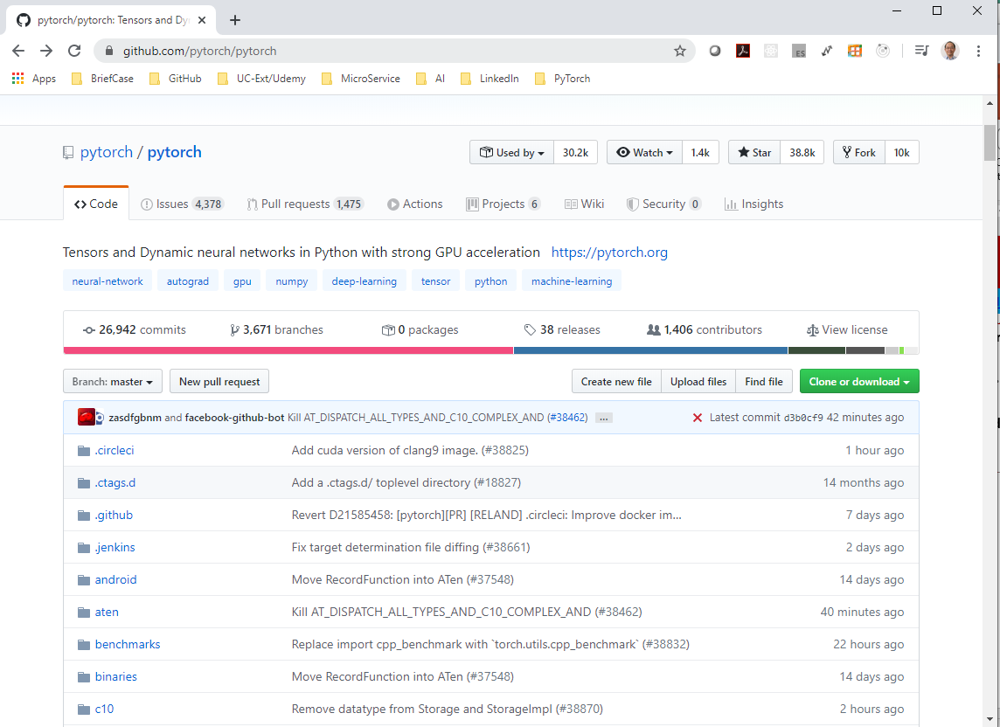 pytorch/pytorch: Tensors and Dy
github.com/pytorch/pytorch
ES
Apps BriefCase GitHub UC-Ext/Udemy MicroService AI LinkedIn PyTorch
pytorch / pytorch Used by 30.2k Watch 1.4k Star 38.8k Fork 10k
Code Issues 4,378 Pull requests 1,475 Actions Projects 6 Wiki Security 0 Insights
Tensors and Dynamic neural networks in Python with strong GPU acceleration https://pytorch.org
neural-network autograd gpu numpy deep-learning tensor python machine-learning
26,942 commits 3,671 branches 0 packages 38 releases 1,406 contributors View license
Branch: master New pull request Create new file Upload files Find file Clone or download
zasdfgbnm and facebook-github-bot Kill AT_DISPATCH_ALL_TYPES_AND_C10_COMPLEX_AND (#38462) ... Latest commit d3b0cf9 42 minutes ago
.circleci Add cuda version of clang9 image. (#38825) 1 hour ago
.ctags.d Add a .ctags.d/ toplevel directory (#18827) 14 months ago
.github Revert D21585458: [pytorch][PR] [RELAND] .circleci: Improve docker im... 7 days ago
.jenkins Fix target determination file diffing (#38661) 2 days ago
android Move RecordFunction into ATen (#37548) 14 days ago
aten Kill AT_DISPATCH_ALL_TYPES_AND_C10_COMPLEX_AND (#38462) 40 minutes ago
benchmarks Replace import cpp_benchmark with `torch.utils.cpp_benchmark` (#38832) 22 hours ago
binaries Move RecordFunction into ATen (#37548) 14 days ago
c10 Remove datatype from Storage and StorageImpl (#38870) 2 hours ago